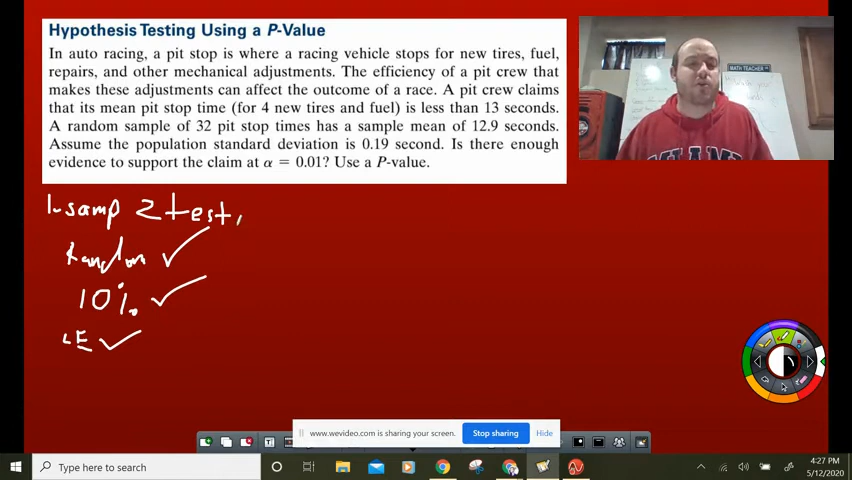 Hypothesis Testing Using a P-Value
In auto racing, a pit stop is where a racing vehicle stops for new tires, fuel,
repairs, and other mechanical adjustments. The efficiency of a pit crew that
makes these adjustments can affect the outcome of a race. A pit crew claims
that its mean pit stop time (for 4 new tires and fuel) is less than 13 seconds.
A random sample of 32 pit stop times has a sample mean of 12.9 seconds.
Assume the population standard deviation is 0.19 second. Is there enough
evidence to support the claim at α = 0.01? Use a P-value.
MATH TEACHER
1-samp z test,
Random ✓
10% ✓
LE ✓
www.wevideo.com is sharing your screen.
Stop sharing
Hide
Type here to search
4:27 PM
5/12/2020